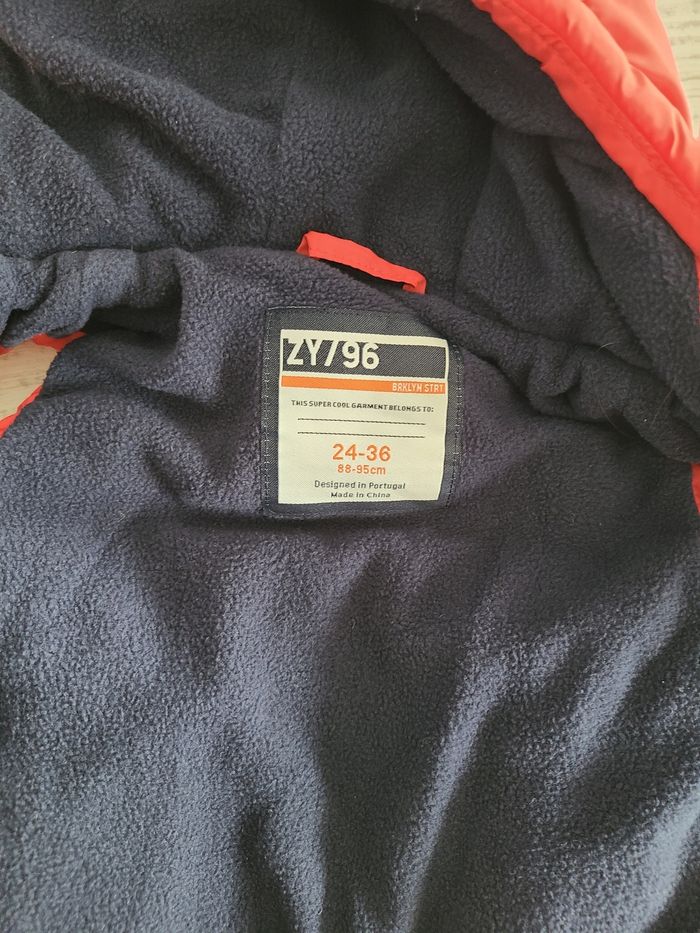 ZY/96
BRKLYN STRT
THIS SUPER COOL GARMENT BELONGS TO:
24-36
88-95cm
Designed in Portugal
Made in China